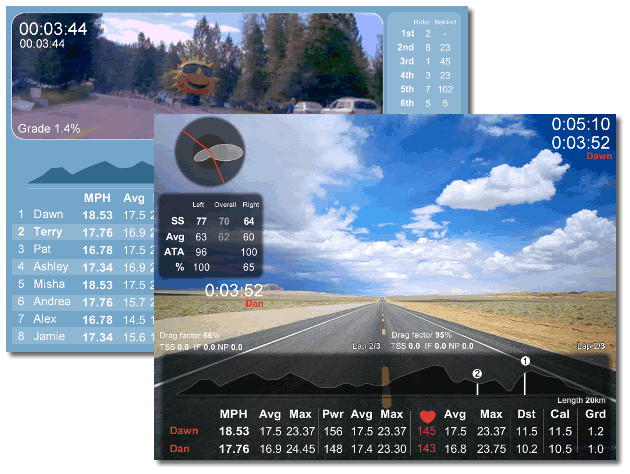 00:03:44
00:03:44
Grade 1.4%
Rider Behind
1st 2 -
2nd 8 23
3rd 1 45
4th 3 23
5th 7 102
6th 5 5
MPH Avg
1 Dawn 18.53 17.5 2
2 Terry 17.76 16.9 2
3 Pat 16.78 17.5
4 Ashley 17.34 16.9 2
5 Misha 18.53 17.5
6 Andrea 17.76 15.7 2
7 Alex 16.78 14.5 1
8 Jamie 17.34 15.6 1
0:05:10
0:03:52
Dawn
Left Overall Right
SS 77 70 64
Avg 63 62 60
ATA 96 100
% 100 65
0:03:52
Dan
Drag factor 95%
TSS 0.0 IF 0.0 NP 0.0
Lap 2/3
Drag factor 95%
TSS 0.0 IF 0.0 NP 0.0
Lap 2/3
1
2
Length 20km
MPH Avg Max Pwr Avg Max Avg Max Dst Cal Grd
Dawn 18.53 17.5 23.37 156 17.5 23.37 145 17.5 23.37 11.5 11.5 1.2
Dan 17.76 16.9 24.45 148 17.4 23.30 143 16.8 23.75 10.2 10.5 1.0